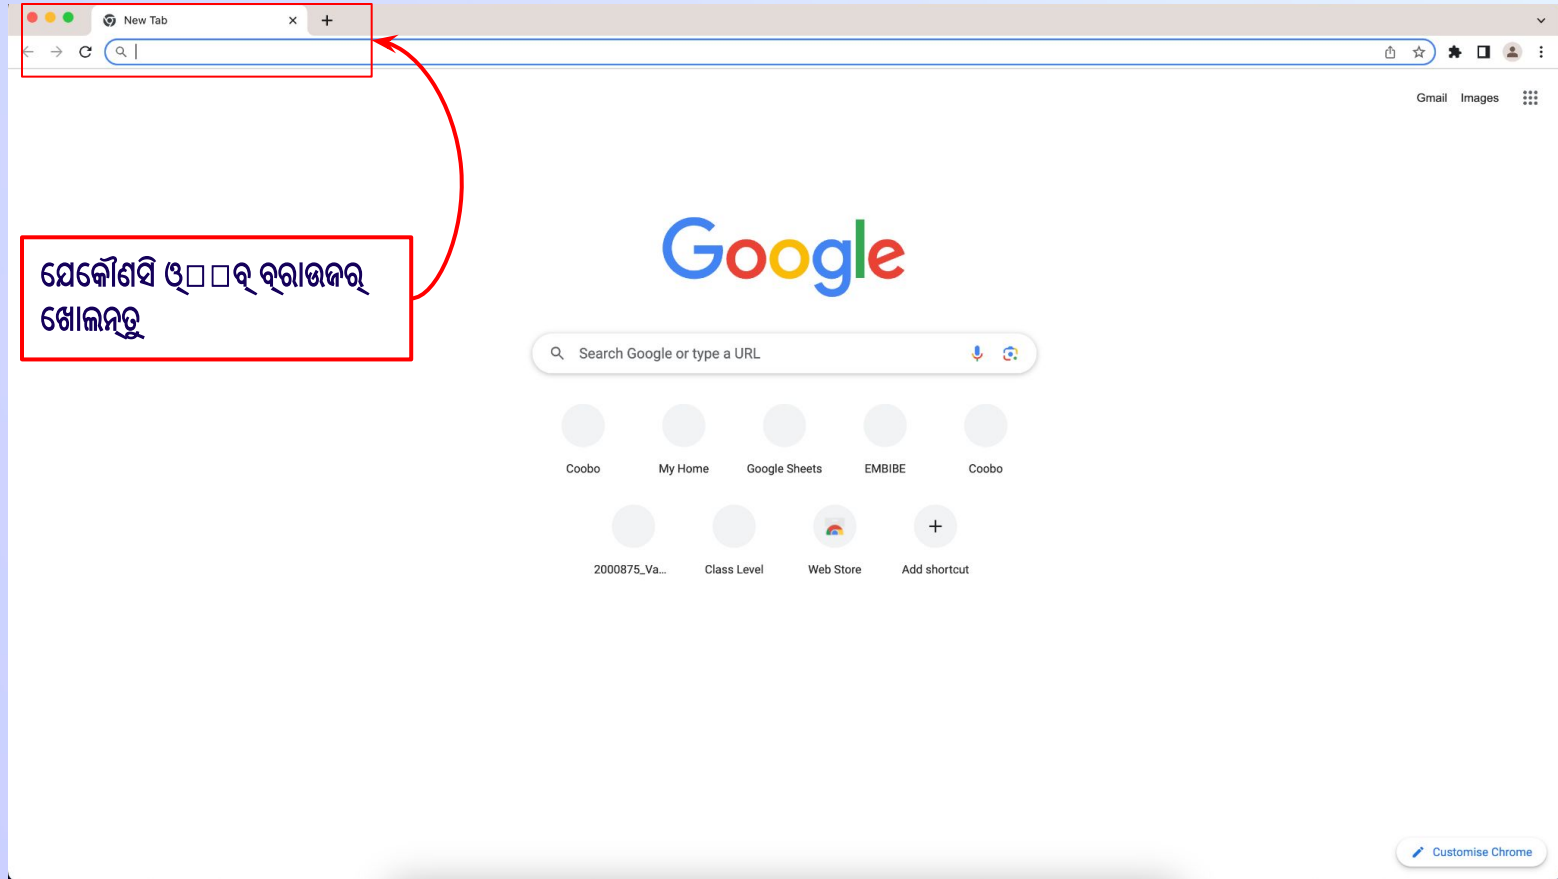 New Tab
Gmail Images
Google
ଯେକୌଣସି ଓ୍□□ବ୍ ବ୍ରାଉଜର୍
ଖୋଲନ୍ତୁ
Search Google or type a URL
Coobo My Home Google Sheets EMBIBE Coobo
2000875_Va... Class Level Web Store Add shortcut
Customise Chrome